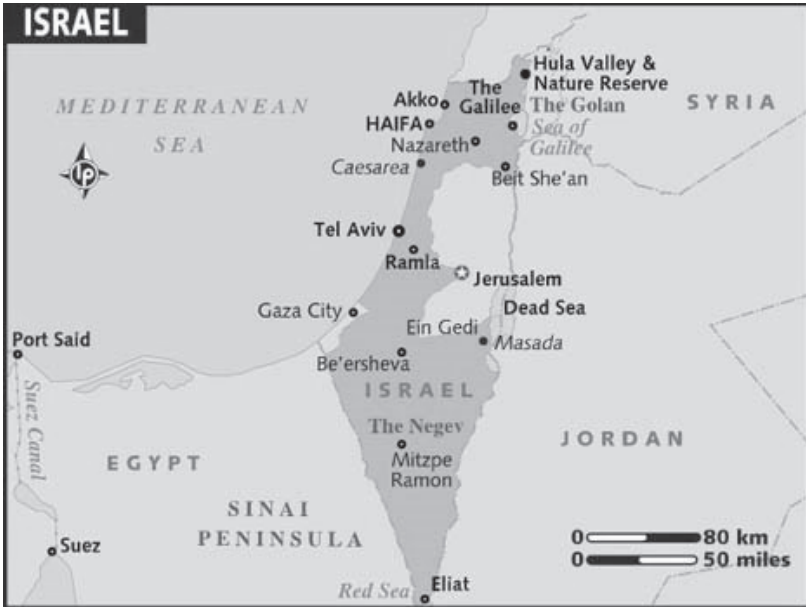 ISRAEL
MEDITERRANEAN
SEA
lp
Akko
HAIFA
Nazareth
Caesarea
The
Galilee
Hula Valley &
Nature Reserve
The Golan
Sea of
Galilee
SYRIA
Beit She'an
Tel Aviv
Ramla
Jerusalem
Gaza City
Dead Sea
Ein Gedi
Masada
Port Said
Be'ersheva
ISRAEL
Suez Canal
The Negev
Mitzpe
Ramon
EGYPT
JORDAN
SINAI
PENINSULA
Suez
0 80 km
0 50 miles
Red Sea
Eliat